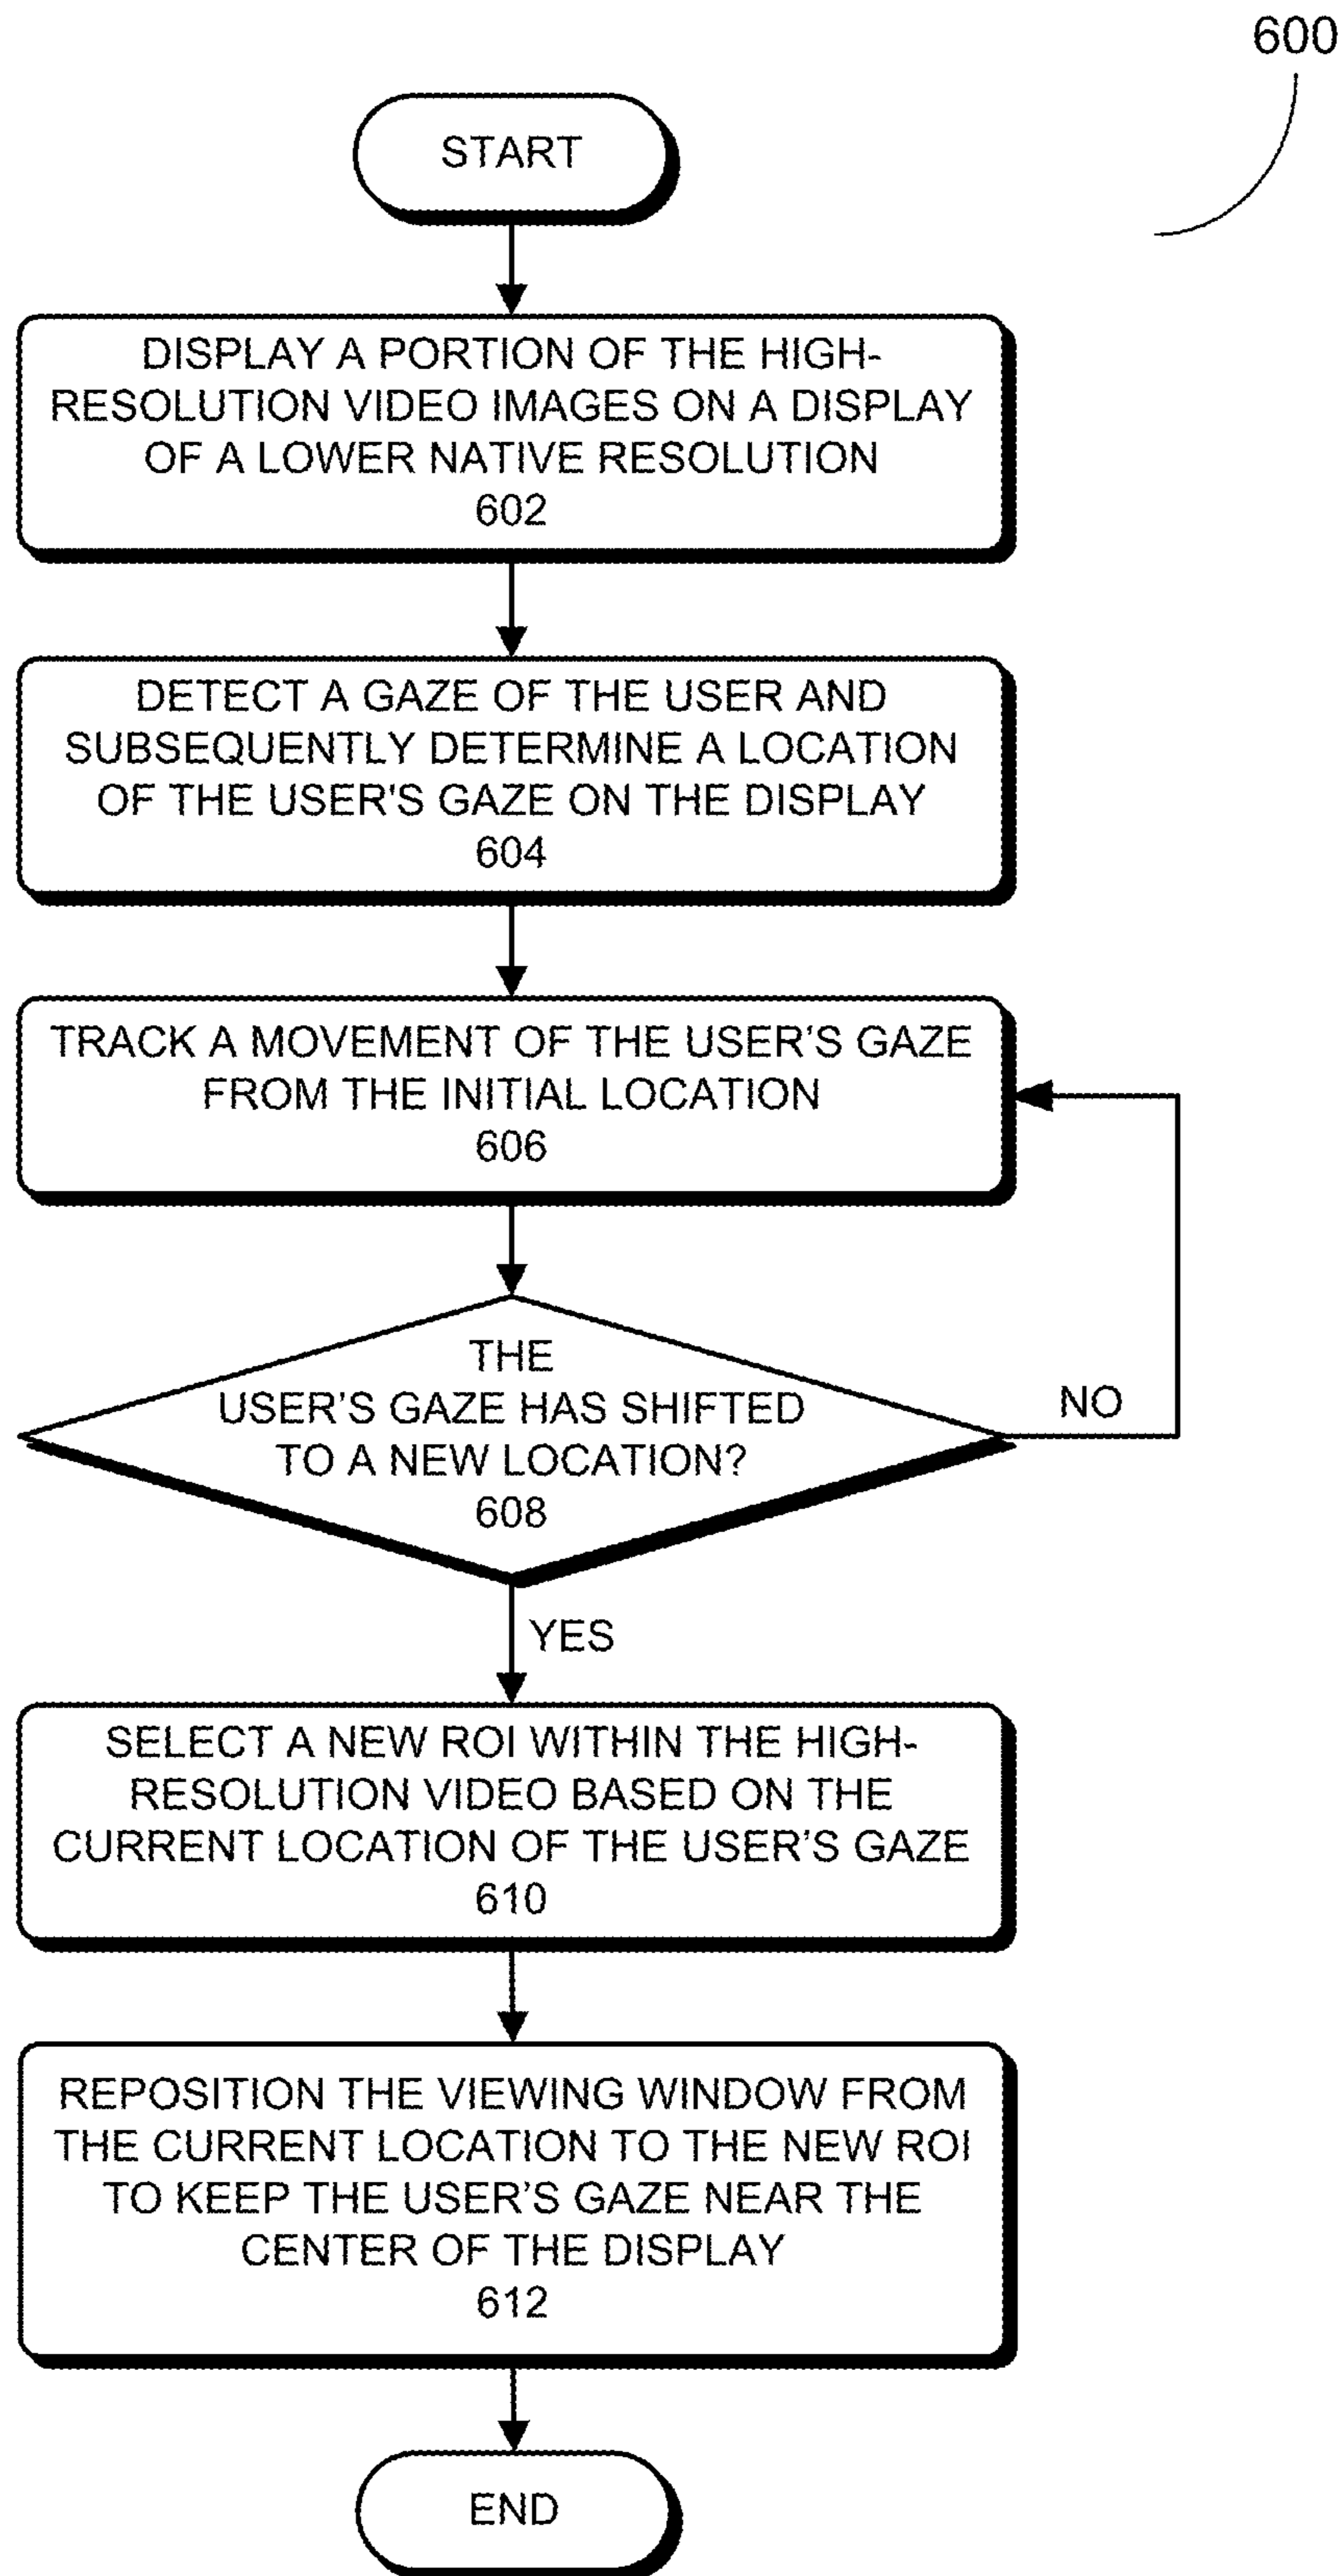 600
START
DISPLAY A PORTION OF THE HIGH-
RESOLUTION VIDEO IMAGES ON A DISPLAY
OF A LOWER NATIVE RESOLUTION
602
DETECT A GAZE OF THE USER AND
SUBSEQUENTLY DETERMINE A LOCATION
OF THE USER'S GAZE ON THE DISPLAY
604
TRACK A MOVEMENT OF THE USER’S GAZE
FROM THE INITIAL LOCATION
606
THE
USER’S GAZE HAS SHIFTED
TO A NEW LOCATION?
608
NO
YES
SELECT A NEW ROI WITHIN THE HIGH-
RESOLUTION VIDEO BASED ON THE
CURRENT LOCATION OF THE USER’S GAZE
610
REPOSITION THE VIEWING WINDOW FROM
THE CURRENT LOCATION TO THE NEW ROI
TO KEEP THE USER’S GAZE NEAR THE
CENTER OF THE DISPLAY
612
END